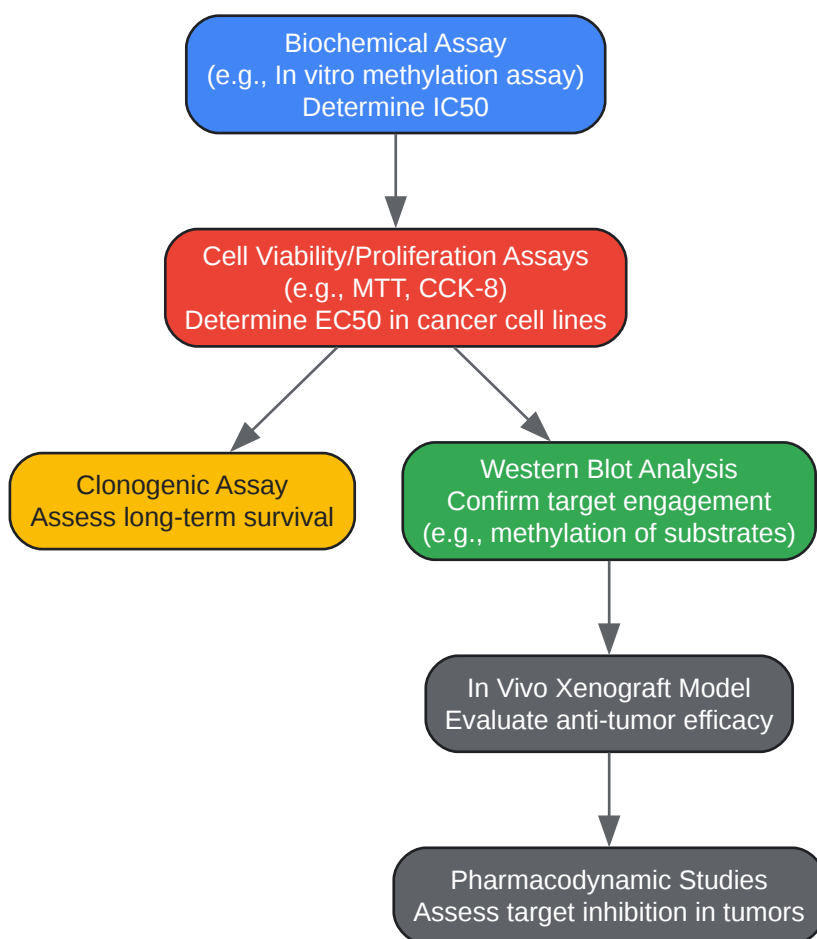 Biochemical Assay
(e.g., In vitro methylation assay)
Determine IC50
Cell Viability/Proliferation Assays
(e.g., MTT, CCK-8)
Determine EC50 in cancer cell lines
Clonogenic Assay
Assess long-term survival
Western Blot Analysis
Confirm target engagement
(e.g., methylation of substrates)
In Vivo Xenograft Model
Evaluate anti-tumor efficacy
Pharmacodynamic Studies
Assess target inhibition in tumors